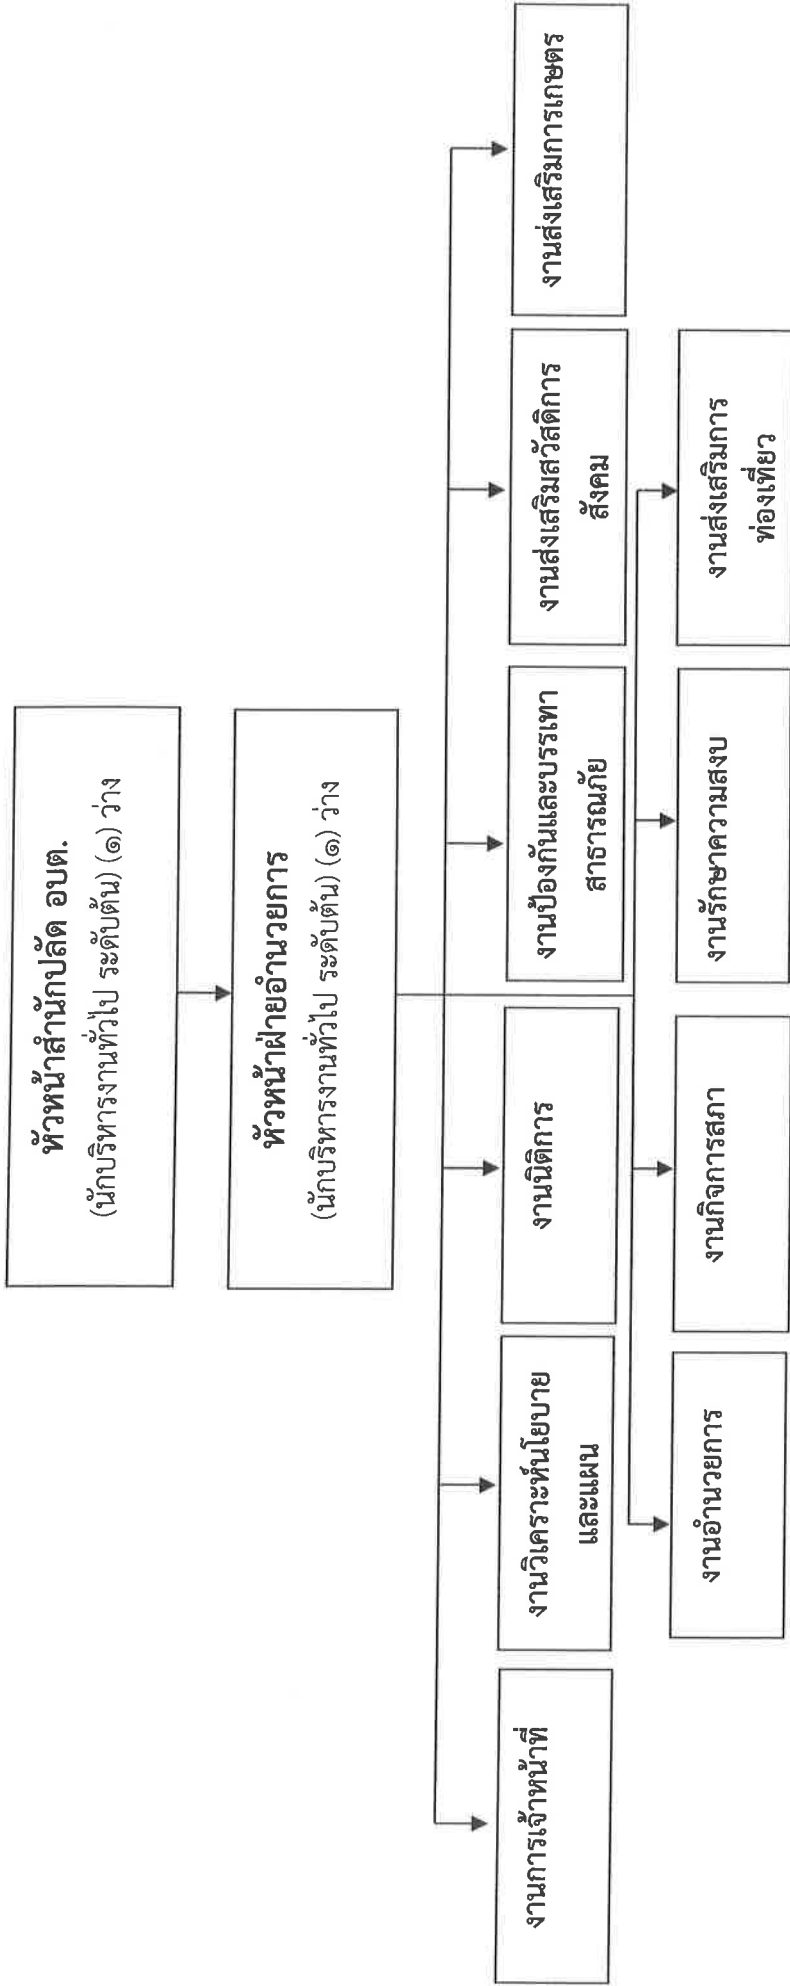 หัวหน้าสำนักปลัด อบต.
(นักบริหารงานทั่วไป ระดับต้น) (๑) ว่าง
หัวหน้าฝ่ายอำนวยการ
(นักบริหารงานทั่วไป ระดับต้น) (๑) ว่าง
งานการเจ้าหน้าที่
งานวิเคราะห์นโยบาย
และแผน
งานนิติการ
งานป้องกันและบรรเทา
สาธารณภัย
งานส่งเสริมสวัสดิการ
สังคม
งานส่งเสริมการเกษตร
งานอำนวยการ
งานกิจการสภา
งานรักษาความสงบ
งานส่งเสริมการ
ท่องเที่ยว